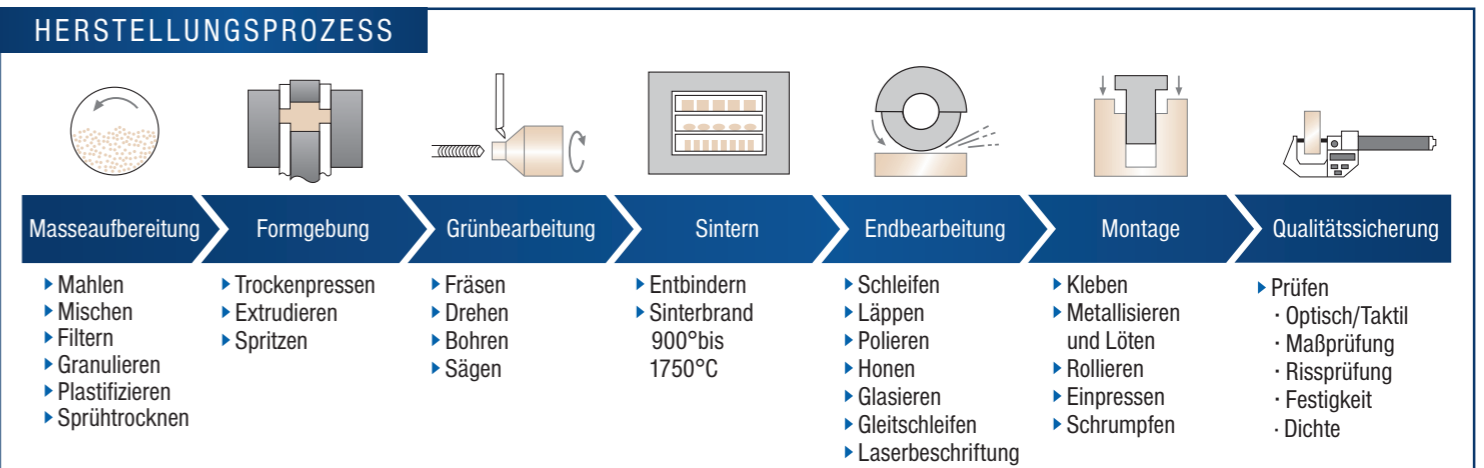 HERSTELLUNGSPROZESS
Masseaufbereitung
Formgebung
Grünbearbeitung
Sintern
Endbearbeitung
Montage
Qualitätssicherung
Mahlen
Mischen
Filtern
Granulieren
Plastifizieren
Sprühtrocknen
Trockenpressen
Extrudieren
Spritzen
Fräsen
Drehen
Bohren
Sägen
Entbindern
Sinterbrand
900°bis
1750°C
Schleifen
Läppen
Polieren
Honen
Glasieren
Gleitschleifen
Laserbeschriftung
Kleben
Metallisieren
und Löten
Rollieren
Einpressen
Schrumpfen
Prüfen
· Optisch/Taktil
· Maßprüfung
· Rissprüfung
· Festigkeit
· Dichte